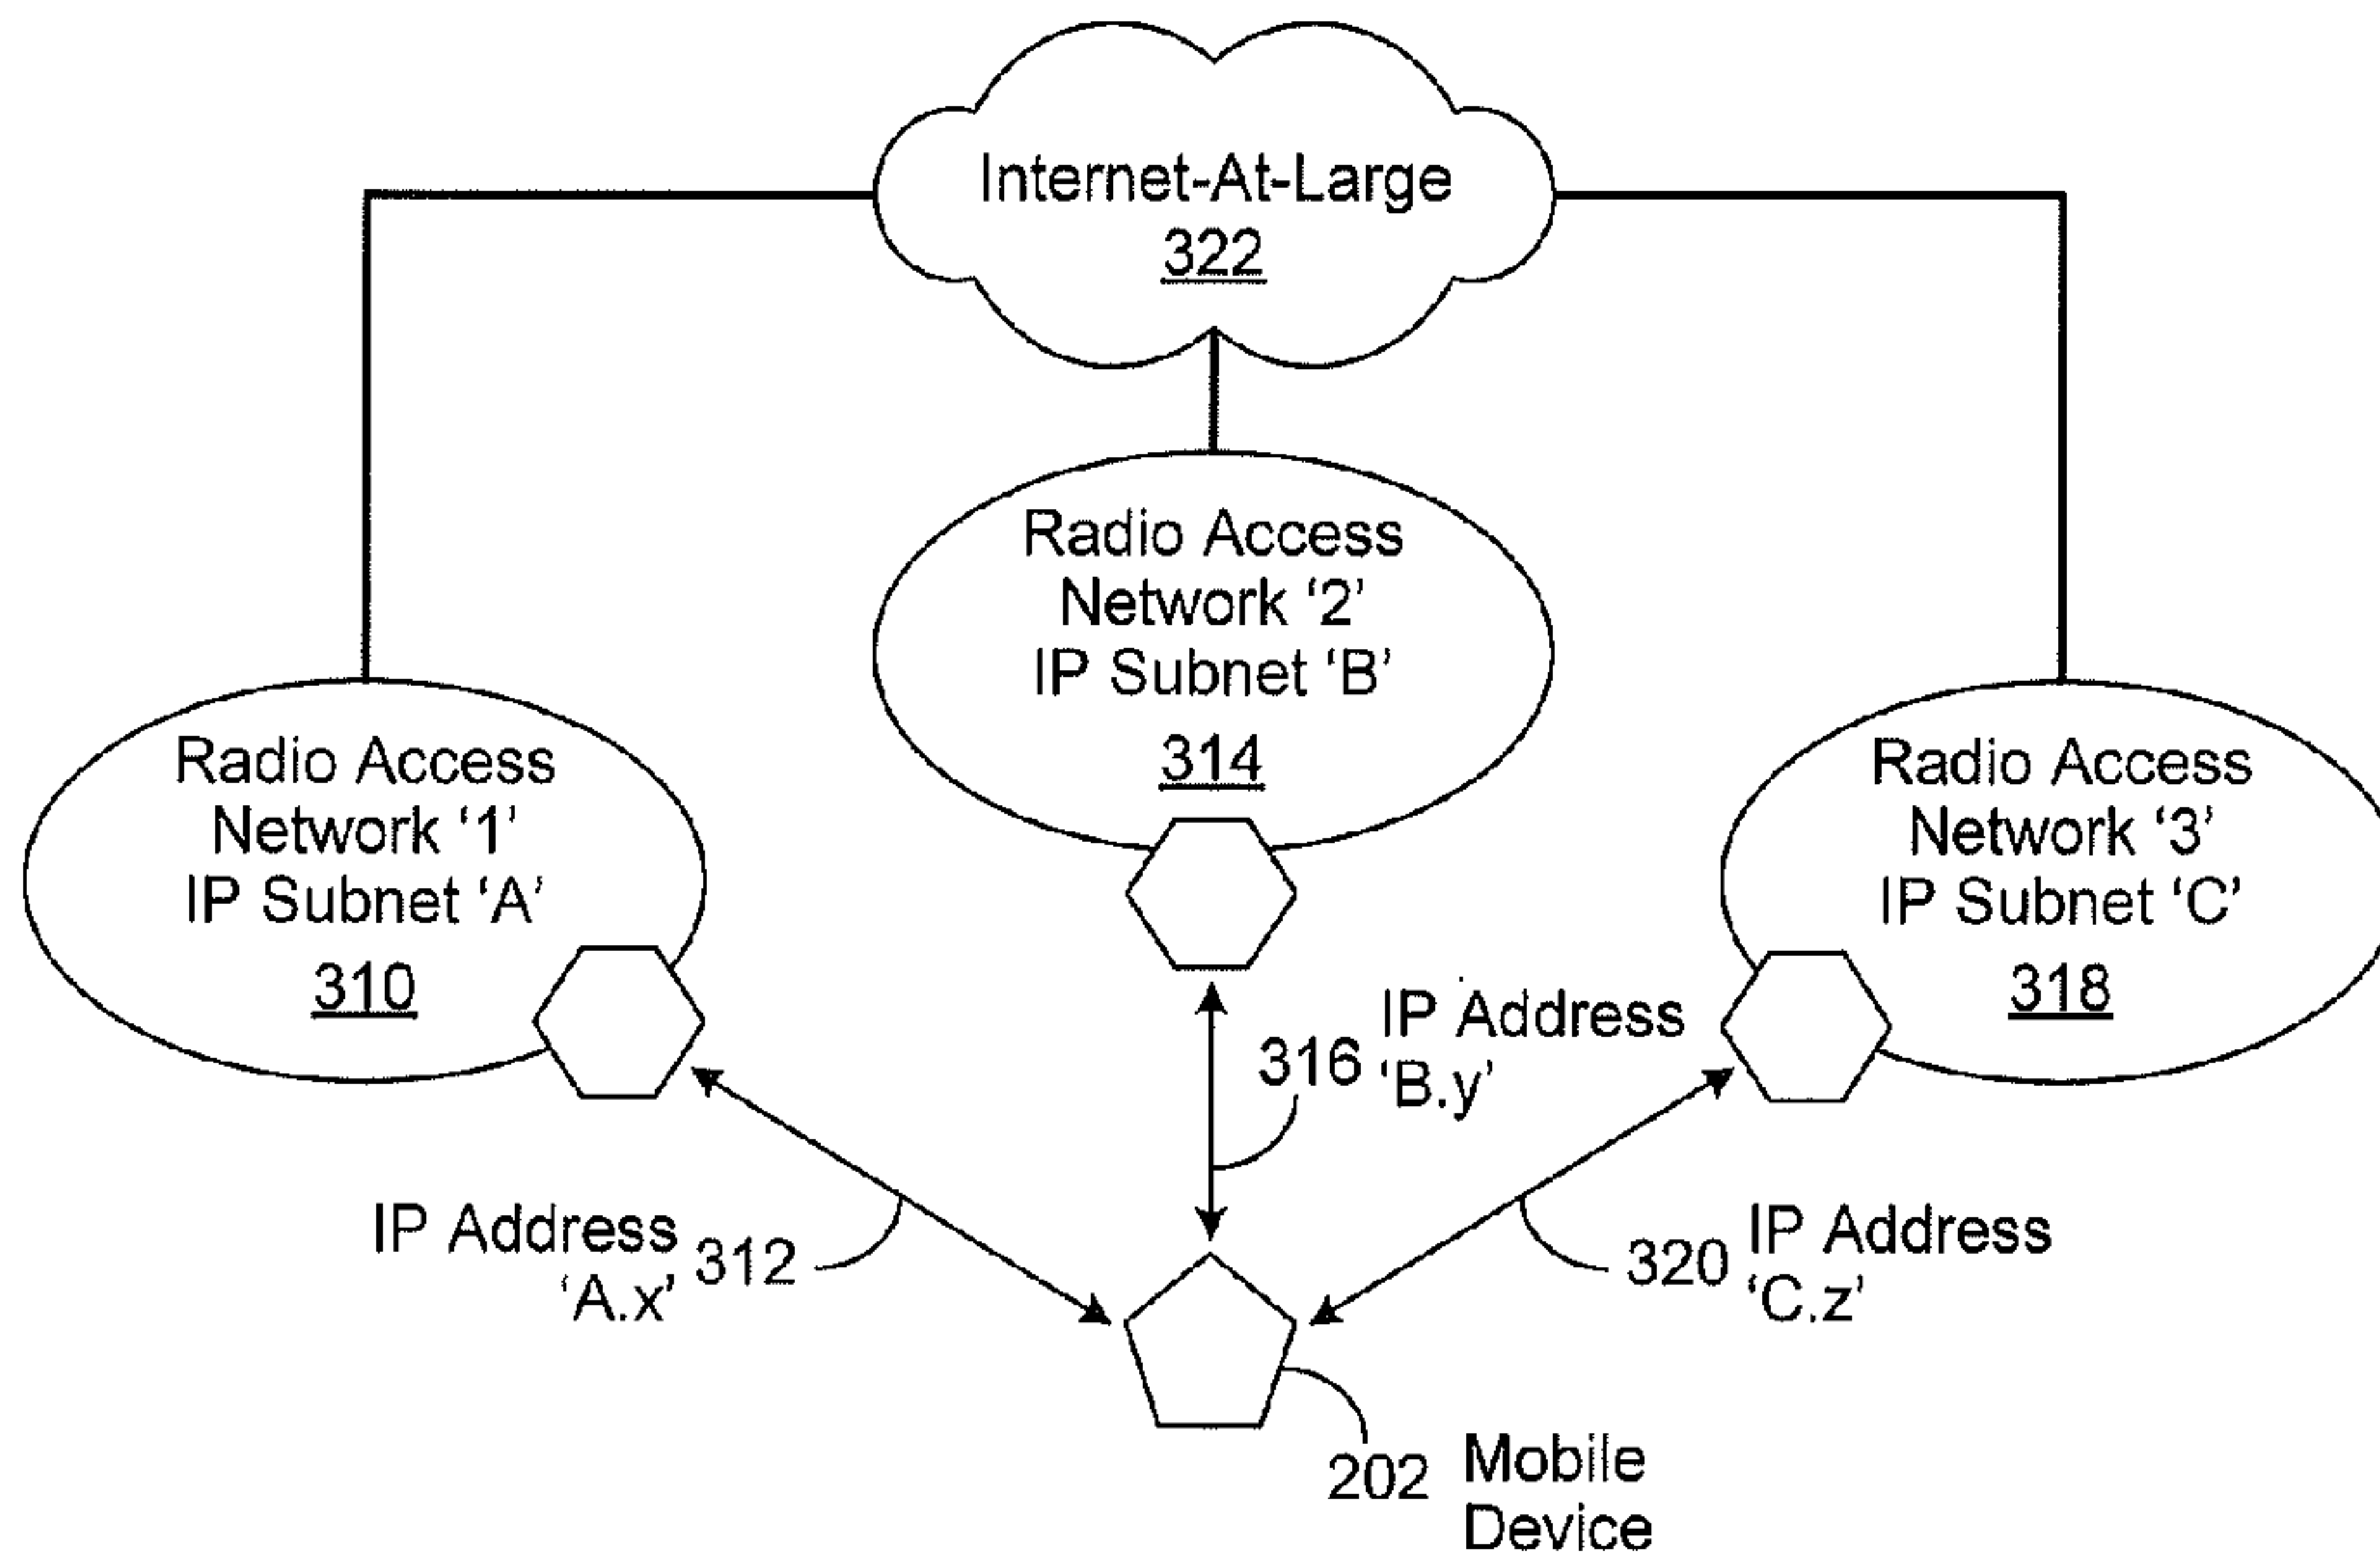 Internet-At-Large
322
Radio Access
Network ‘2’
IP Subnet ‘B’
314
Radio Access
Network ‘1’
IP Subnet ‘A’
310
Radio Access
Network ‘3’
IP Subnet ‘C’
318
316 IP Address
‘B.y’
IP Address
‘A.x’ 312
320 IP Address
‘C.z’
202 Mobile
Device